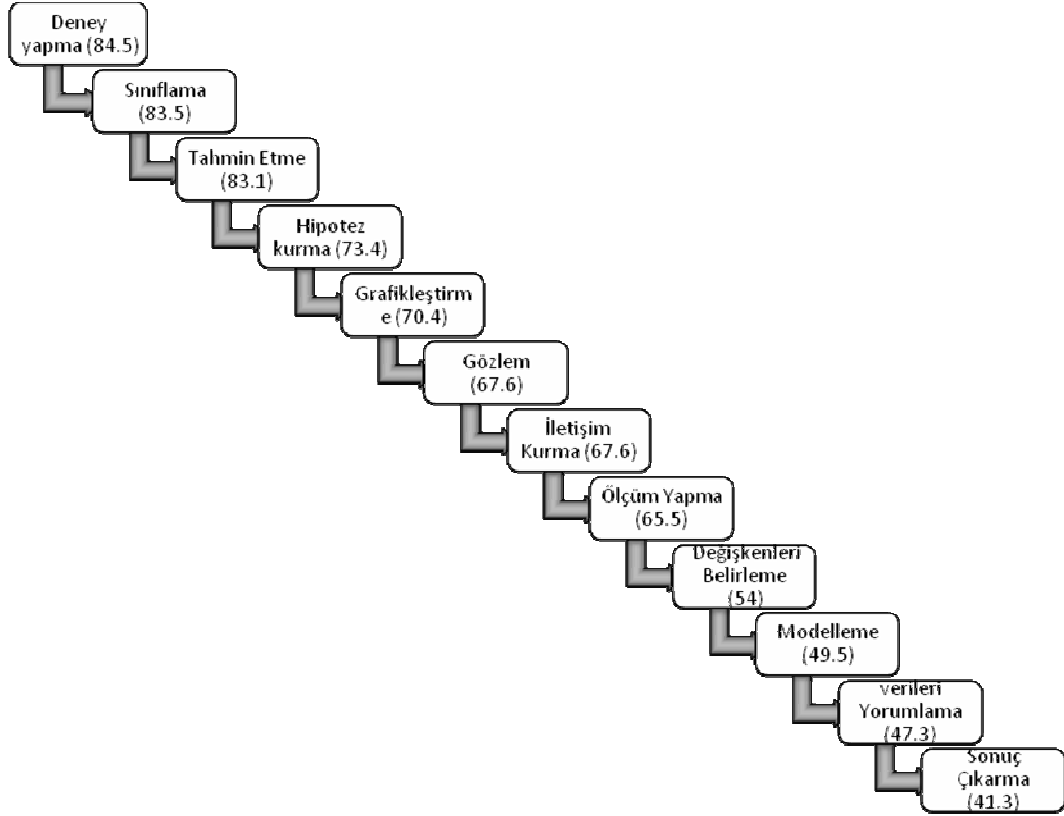 Deney
yapma (84.5)
Sınıflama
(83.5)
Tahmin Etme
(83.1)
Hipotez
kurma (73.4)
Grafikleştirm
e (70.4)
Gözlem
(67.6)
İletişim
Kurma (67.6)
Ölçüm Yapma
(65.5)
Değişkenleri
Belirleme
(54)
Modelleme
(49.5)
verileri
Yorumlama
(47.3)
Sonuç
Çıkarma
(41.3)